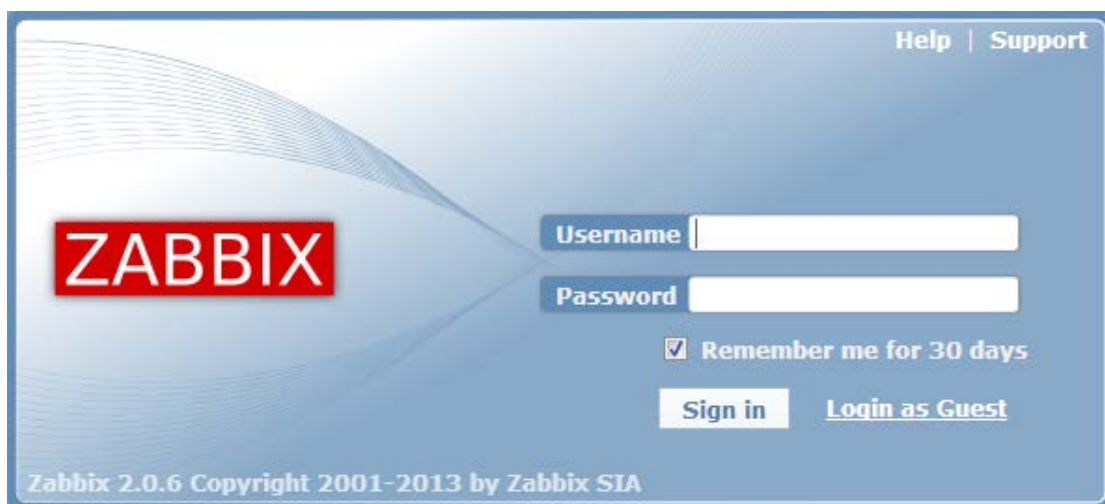 Help | Support
ZABBIX
Username
Password
Remember me for 30 days
Sign in Login as Guest
Zabbix 2.0.6 Copyright 2001-2013 by Zabbix SIA